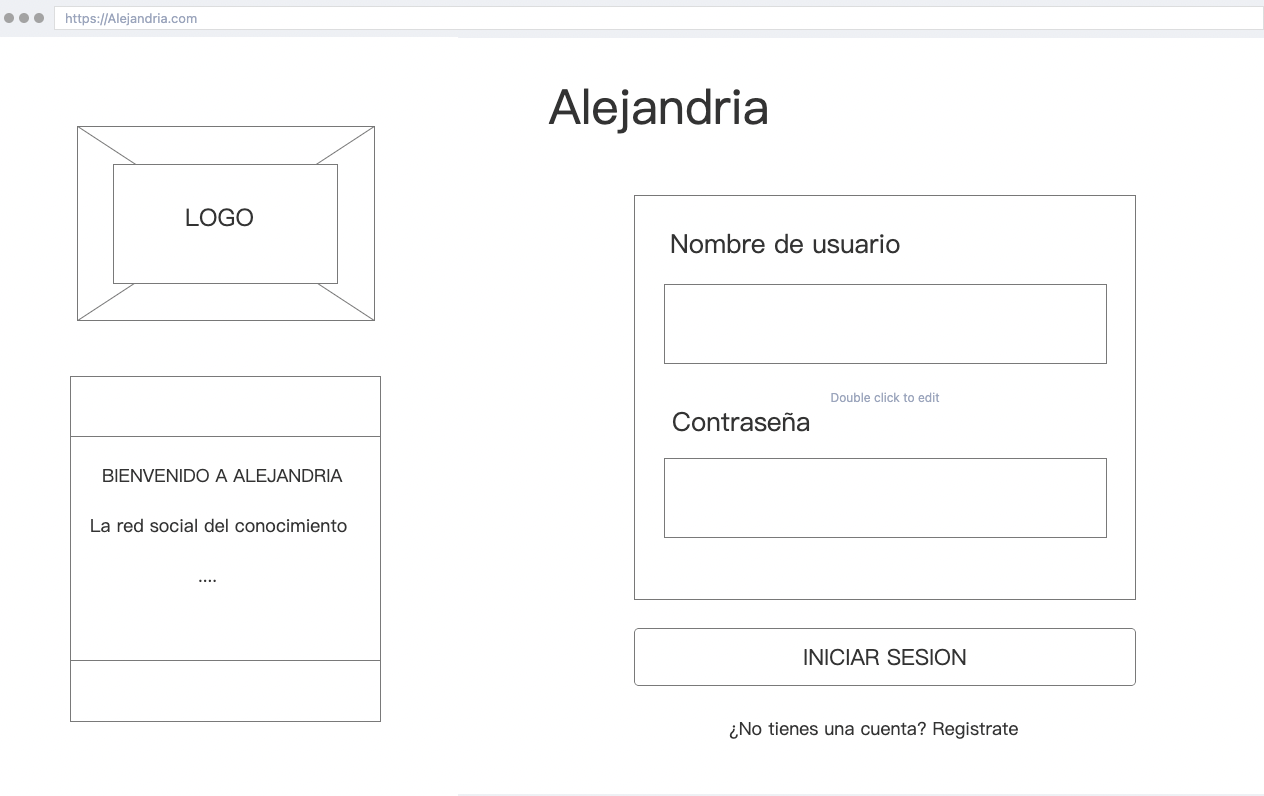 https://Alejandria.com
Alejandria
LOGO
BIENVENIDO A ALEJANDRIA
La red social del conocimiento
....
Nombre de usuario
Double click to edit
Contraseña
INICIAR SESION
¿No tienes una cuenta? Registrate